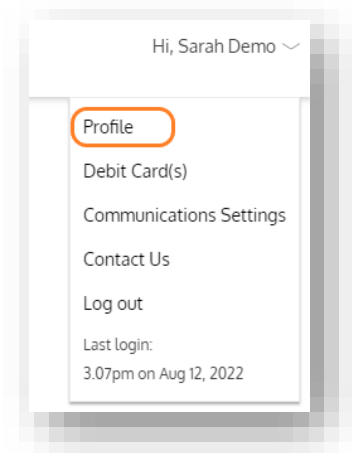 Hi, Sarah Demo
Profile
Debit Card(s)
Communications Settings
Contact Us
Log out
Last login:
3.07pm on Aug 12, 2022